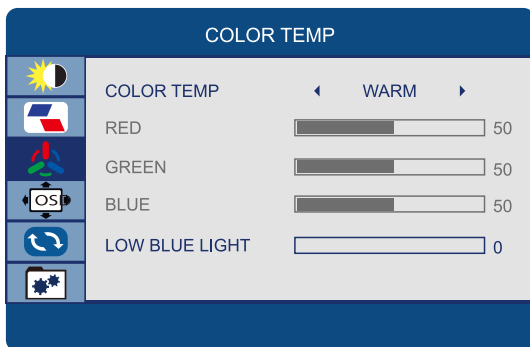 COLOR TEMP
COLOR TEMP WARM
RED 50
GREEN 50
BLUE 50
LOW BLUE LIGHT 0
OSD